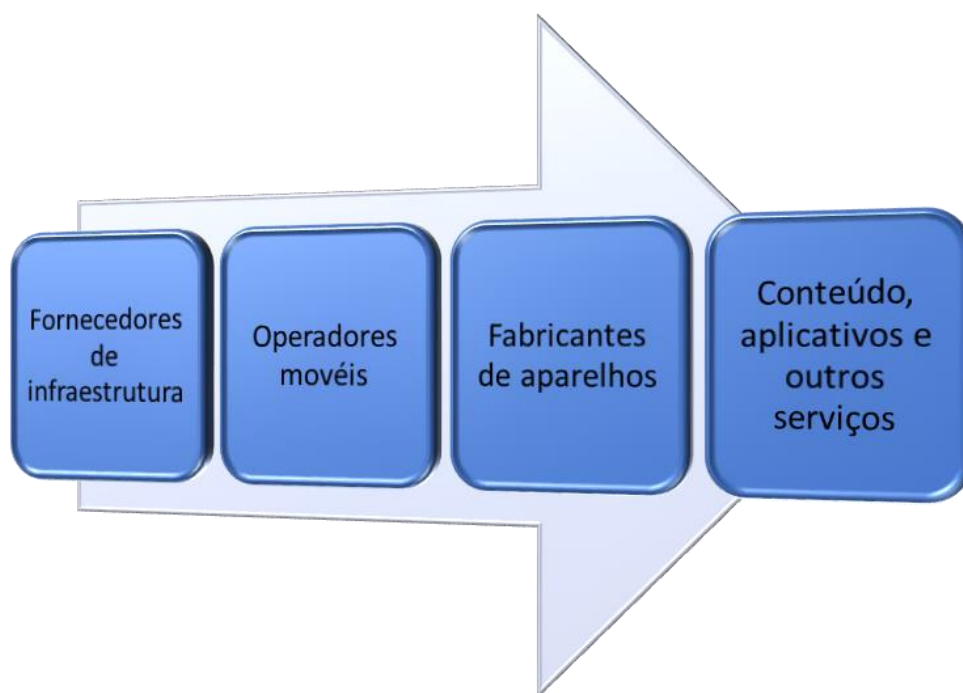 Fornecedores
de
infraestrutura
Operadores
movéis
Fabricantes
de aparelhos
Conteúdo,
aplicativos e
outros
serviços